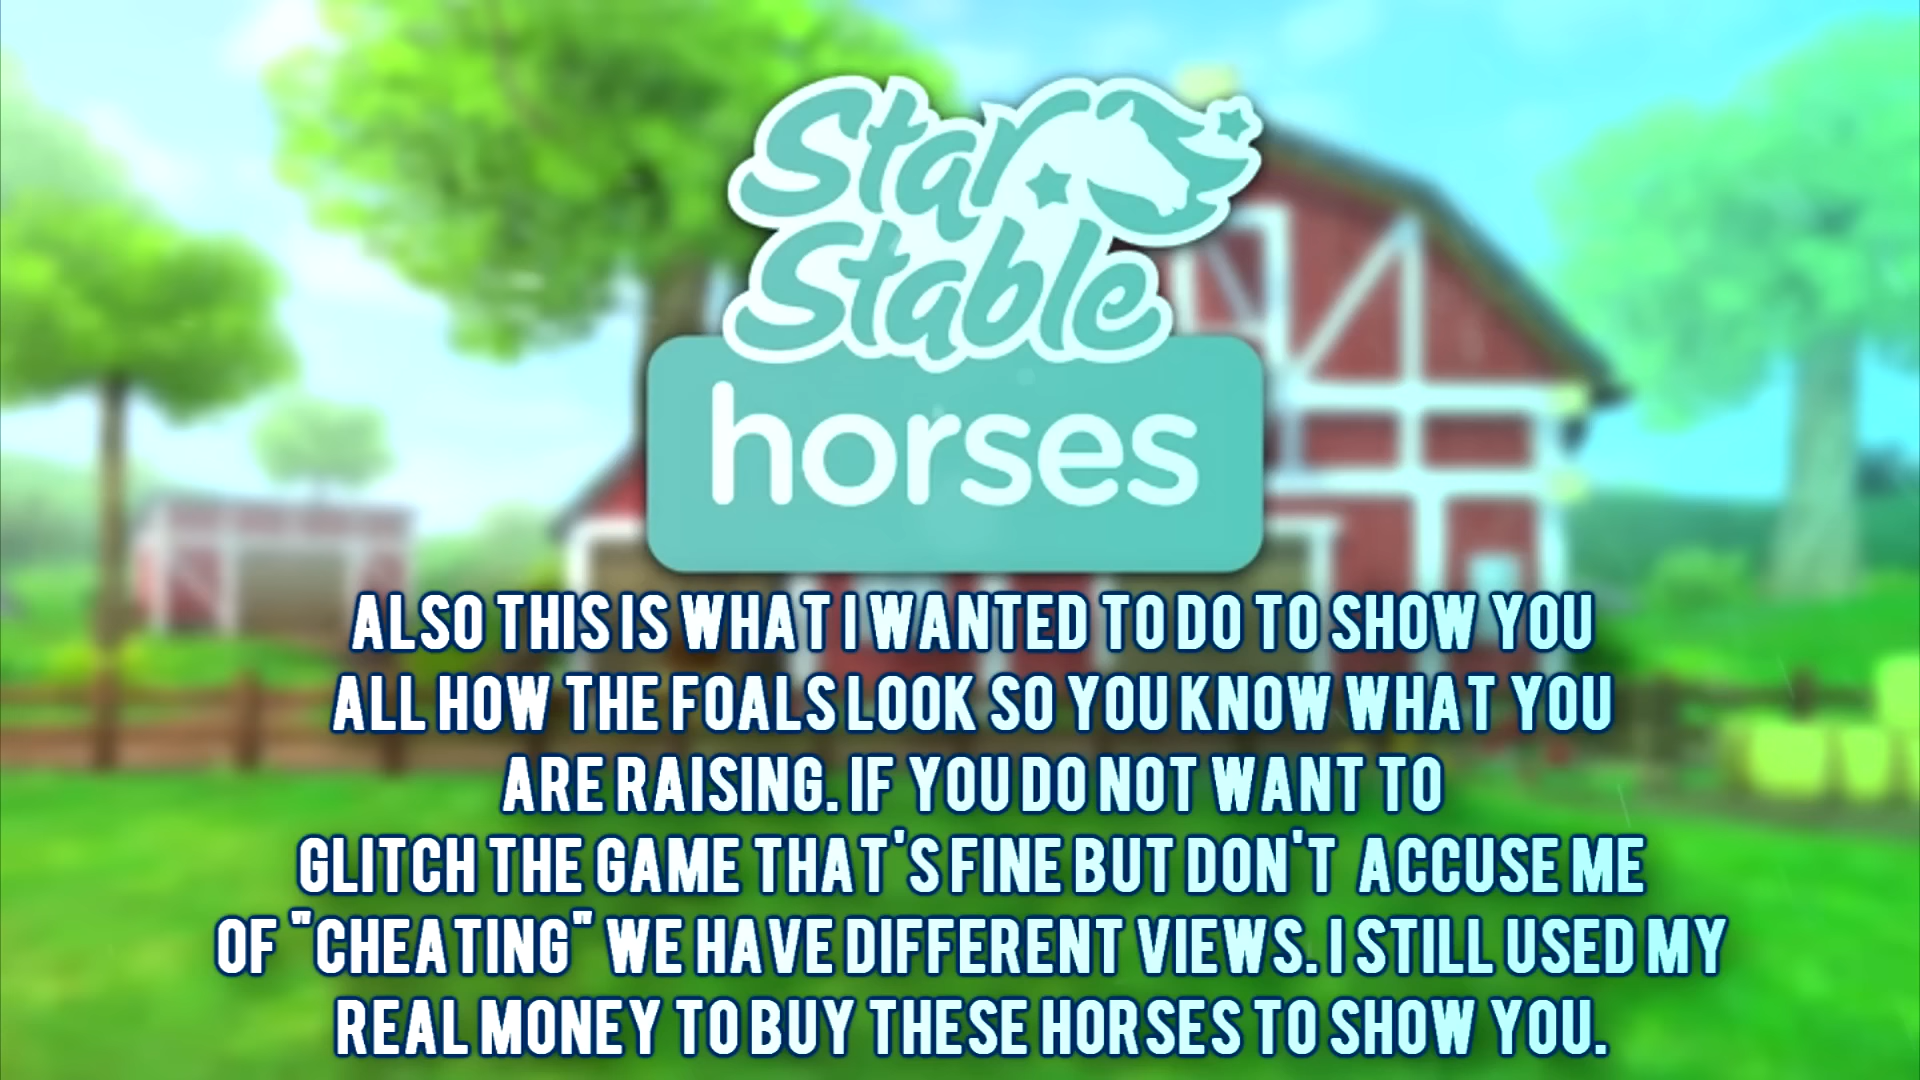 Star
Stable
horses
ALSO THIS IS WHAT I WANTED TO DO TO SHOW YOU
ALL HOW THE FOALS LOOK SO YOU KNOW WHAT YOU
ARE RAISING. IF YOU DO NOT WANT TO
GLITCH THE GAME THAT'S FINE BUT DON'T ACCUSE ME
OF "CHEATING" WE HAVE DIFFERENT VIEWS. I STILL USED MY
REAL MONEY TO BUY THESE HORSES TO SHOW YOU.